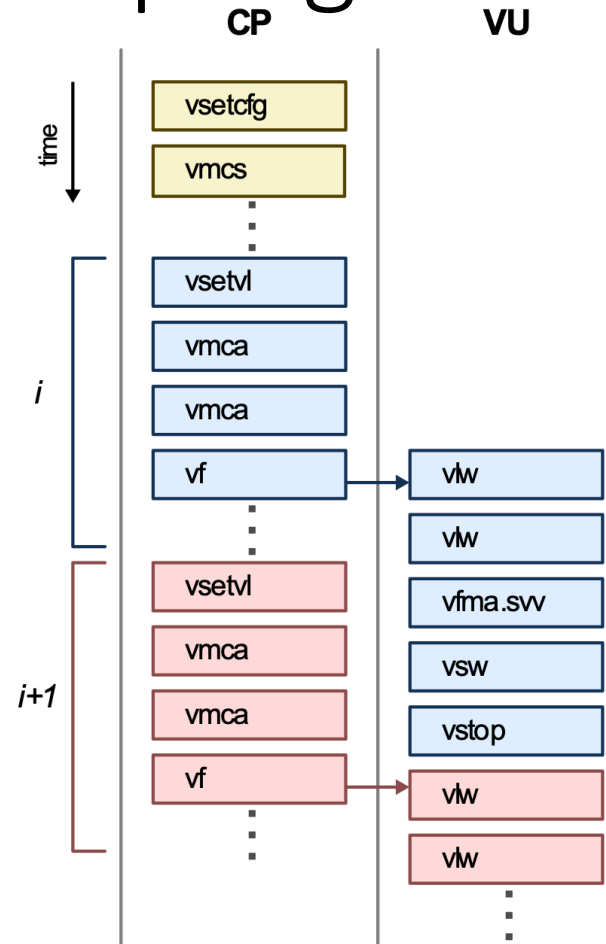 CP
VU
time
vsetcfg
vmcs
i
vsetvl
vmca
vmca
vf
vlw
vlw
vfma.svv
vsw
vstop
i+1
vsetvl
vmca
vmca
vf
vlw
vlw